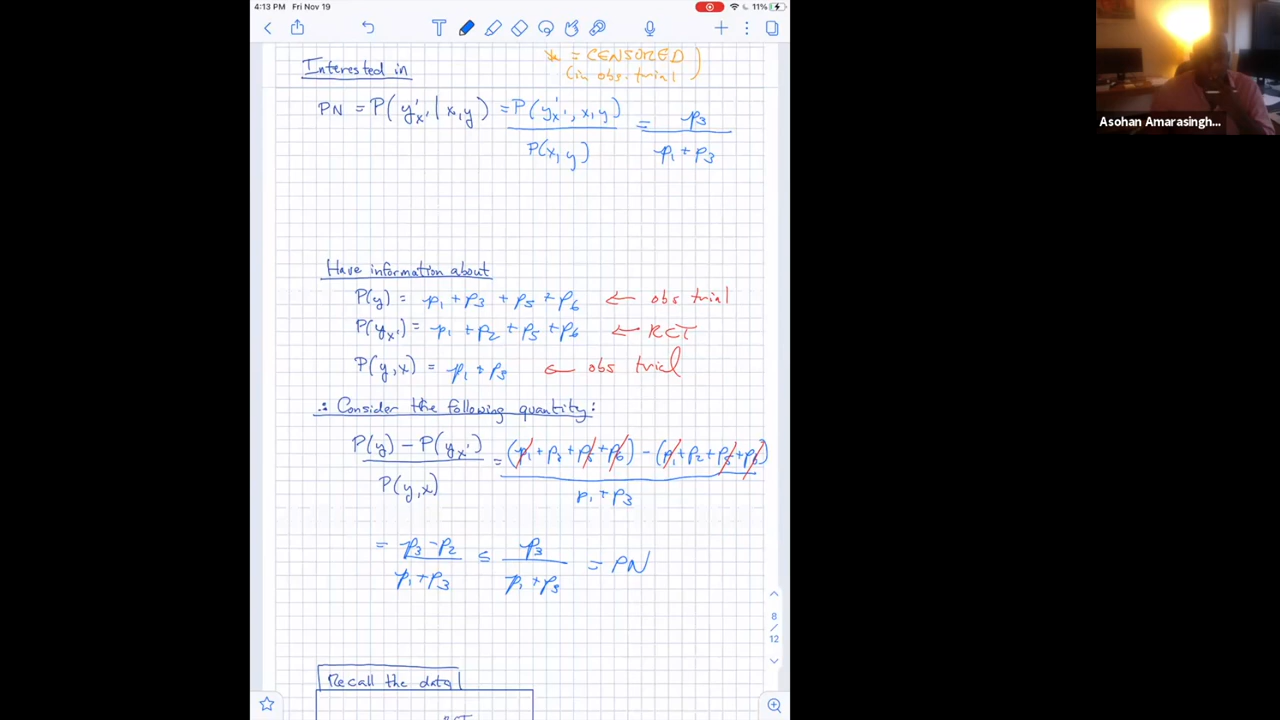 4:13 PM Fri Nov 19
11%
* = CENSORED
(in obs. trial)
Interested in
PN = P(y'ₓ' | x,y) = P(y'ₓ', x, y) / P(x, y) = p₃ / p₁ + p₃
Have information about
P(y) = p₁ + p₃ + p₅ + p₆ ← obs trial
P(yₓ') = p₁ + p₂ + p₅ + p₆ ← RCT
P(y,x) = p₁ + p₃ ← obs trial
∴ Consider the following quantity:
P(y) − P(yₓ') / P(y,x) = (p₁ + p₃ + p₅ + p₆) − (p₁ + p₂ + p₅ + p₆) / p₁ + p₃
= p₃ − p₂ / p₁ + p₃ ≤ p₃ / p₁ + p₃ = PN
Recall the data
RCT
8
/
12
Asohan Amarasingh...